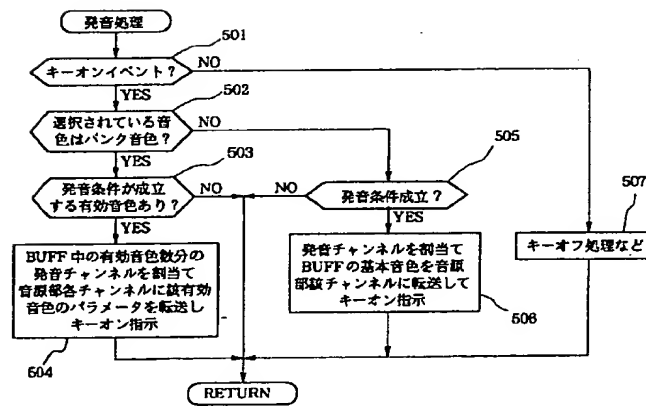 発音処理
501
キーオンイベント？
NO
YES
502
選択されている音
色はバンク音色？
NO
YES
503
505
発音条件が成立
する有効音色あり？
NO
NO
発音条件成立？
507
YES
YES
BUFF中の有効音色数分の
発音チャンネルを割当て
音源部各チャンネルに該有効
音色のパラメータを転送し
キーオン指示
発音チャンネルを割当て
BUFFの基本音色を音源
部該チャンネルに転送して
キーオン指示
キーオフ処理など
504
506
RETURN